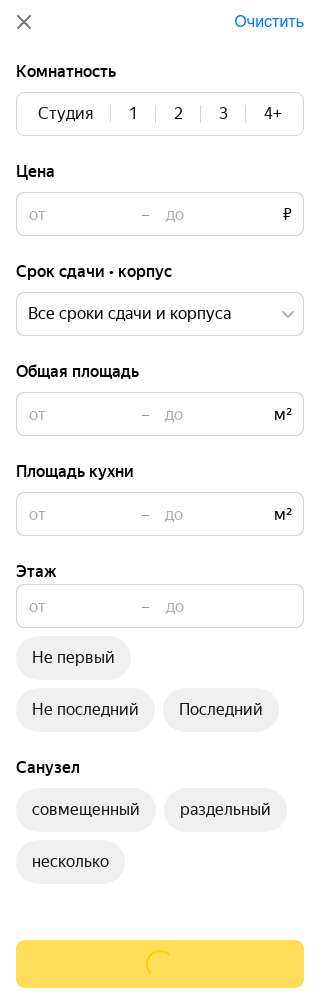 Очистить
Комнатность
Студия 1 2 3 4+
Цена
от – до ₽
Срок сдачи • корпус
Все сроки сдачи и корпуса
Общая площадь
от – до м²
Площадь кухни
от – до м²
Этаж
от – до
Не первый
Не последний Последний
Санузел
совмещенный раздельный
несколько